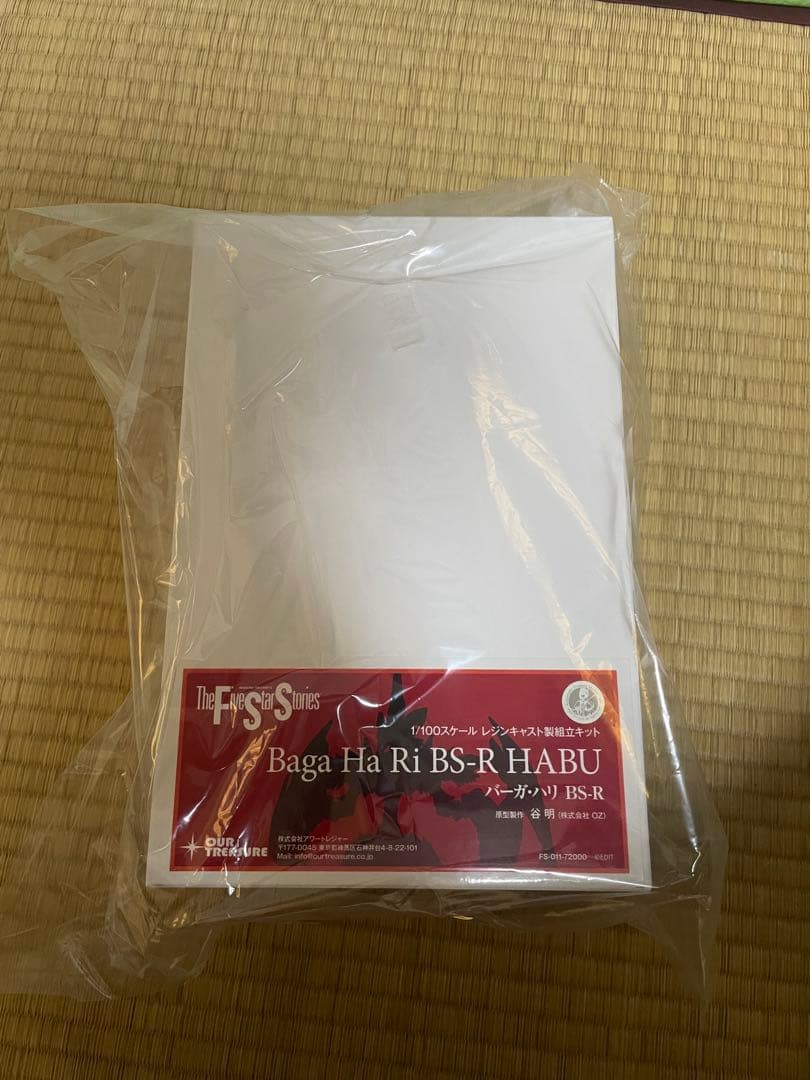 The Five Star Stories
1/100スケール レジンキャスト製組立キット
Baga Ha Ri BS-R HABU
バーガ・ハリ BS-R
原型製作 谷 明 (株式会社 OZ)
OUR TREASURE
株式会社アワートレジャー
〒177-0045 東京都練馬区石神井台4-8-22-101
Mail: info@ourtreasure.co.jp
FS-011-72000 ©EDIT